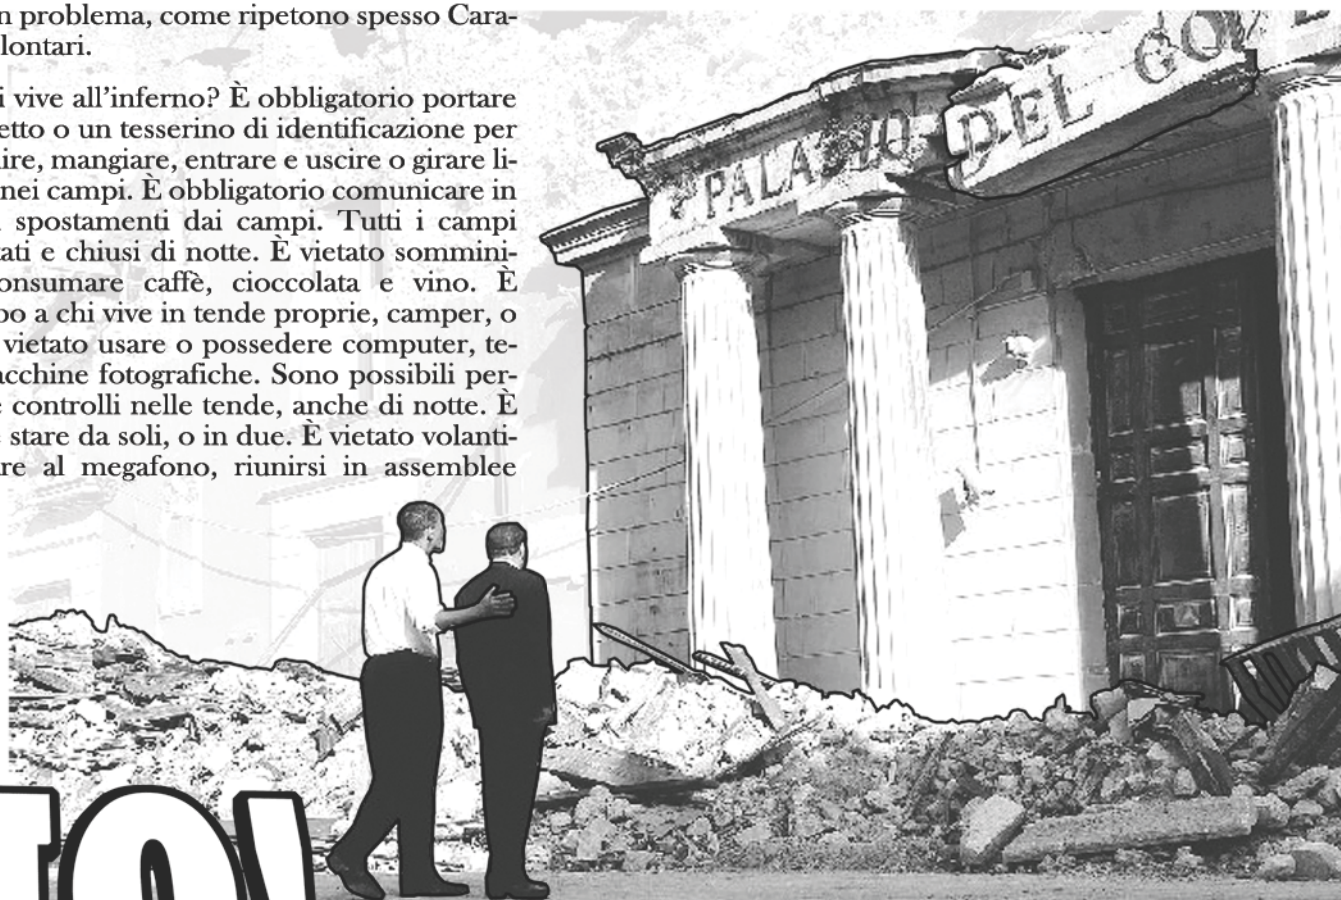 n problema, come ripetono spesso Cara-
lontari.
i vive all'inferno? È obbligatorio portare
etto o un tesserino di identificazione per
ire, mangiare, entrare e uscire o girare li-
nei campi. È obbligatorio comunicare in
i spostamenti dai campi. Tutti i campi
ati e chiusi di notte. È vietato sommini-
onsumare caffè, cioccolata e vino. È
po a chi vive in tende proprie, camper, o
vietato usare o possedere computer, te-
acchine fotografiche. Sono possibili per-
e controlli nelle tende, anche di notte. È
e stare da soli, o in due. È vietato volanti-
re al megafono, riunirsi in assemblee
DEL GOVE
O!